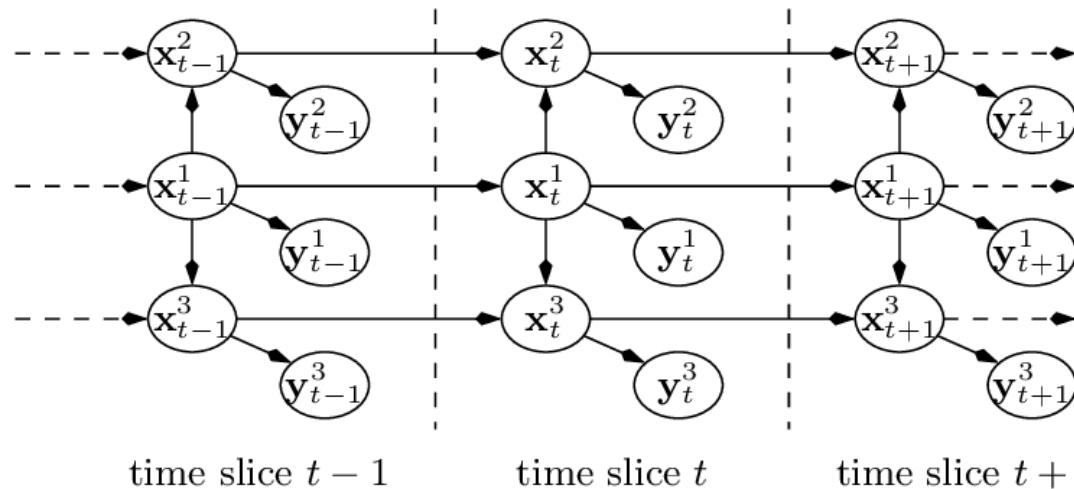 x²ₜ₋₁ x²ₜ x²ₜ₊₁
y²ₜ₋₁ y²ₜ y²ₜ₊₁
x¹ₜ₋₁ x¹ₜ x¹ₜ₊₁
y¹ₜ₋₁ y¹ₜ y¹ₜ₊₁
x³ₜ₋₁ x³ₜ x³ₜ₊₁
y³ₜ₋₁ y³ₜ y³ₜ₊₁
time slice t − 1 time slice t time slice t +